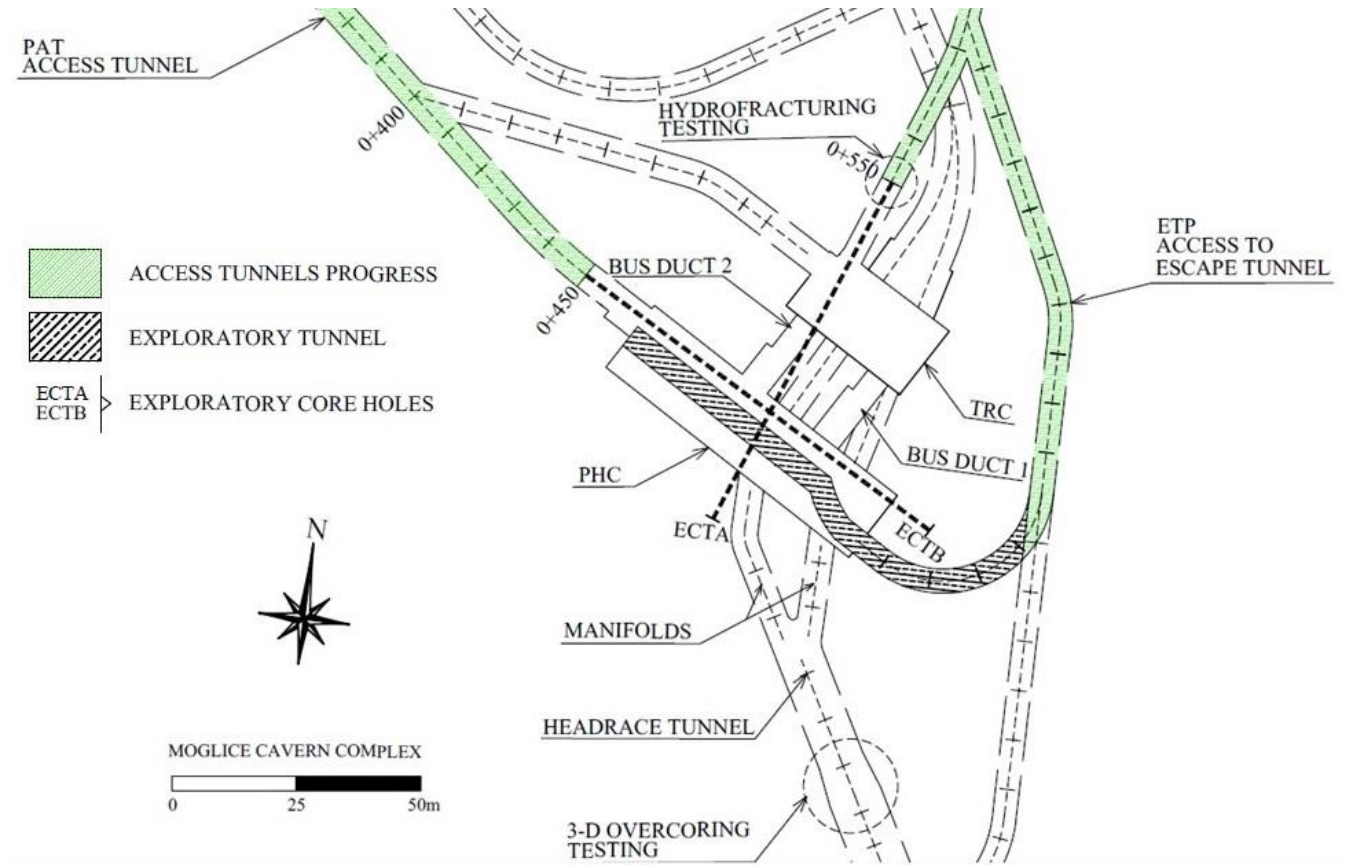 PAT
ACCESS TUNNEL
0+400
HYDROFRACTURING
TESTING
0+550
ETP
ACCESS TO
ESCAPE TUNNEL
BUS DUCT 2
0+450
ACCESS TUNNELS PROGRESS
EXPLORATORY TUNNEL
ECTA
ECTB
EXPLORATORY CORE HOLES
TRC
BUS DUCT 1
PHC
ECTA
ECTB
N
MANIFOLDS
HEADRACE TUNNEL
MOGLICE CAVERN COMPLEX
0 25 50m
3-D OVERCORING
TESTING